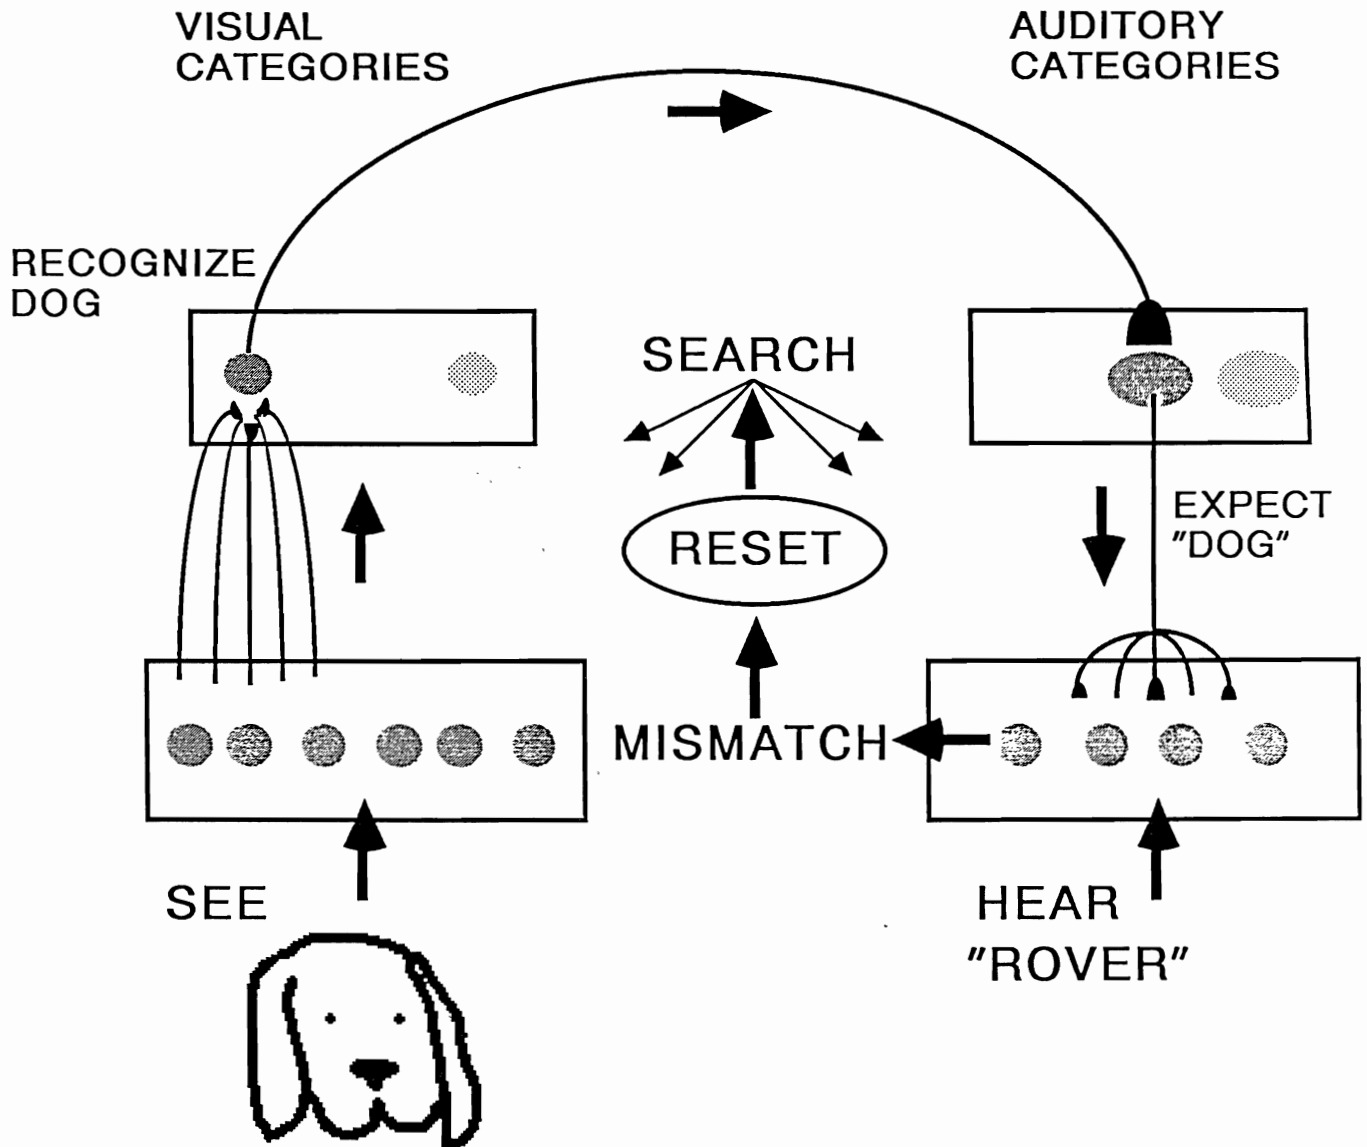 VISUAL
CATEGORIES
AUDITORY
CATEGORIES
RECOGNIZE
DOG
SEARCH
RESET
EXPECT
"DOG"
MISMATCH
SEE
HEAR
"ROVER"